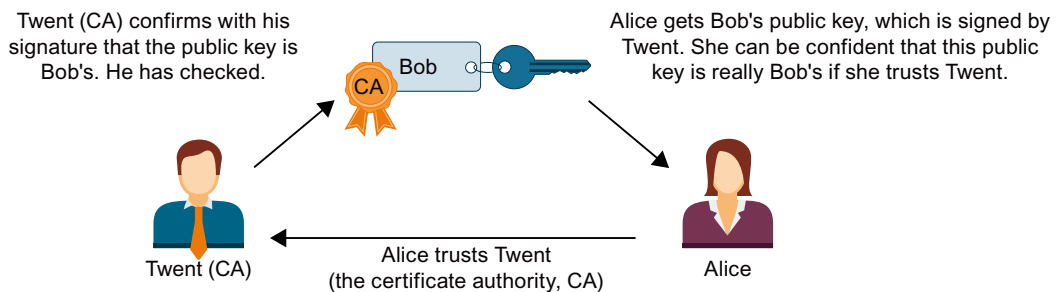 Twent (CA) confirms with his
signature that the public key is
Bob's. He has checked.
Alice gets Bob's public key, which is signed by
Twent. She can be confident that this public
key is really Bob's if she trusts Twent.
Bob
CA
Alice trusts Twent
(the certificate authority, CA)
Twent (CA)
Alice